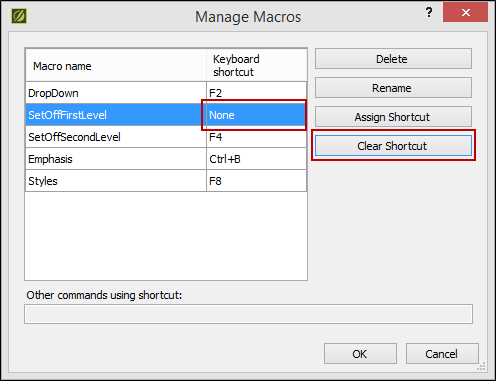 Manage Macros
?
Macro name
Keyboard shortcut
DropDown F2
SetOffFirstLevel None
SetOffSecondLevel F4
Emphasis Ctrl+B
Styles F8
Delete
Rename
Assign Shortcut
Clear Shortcut
Other commands using shortcut:
OK
Cancel